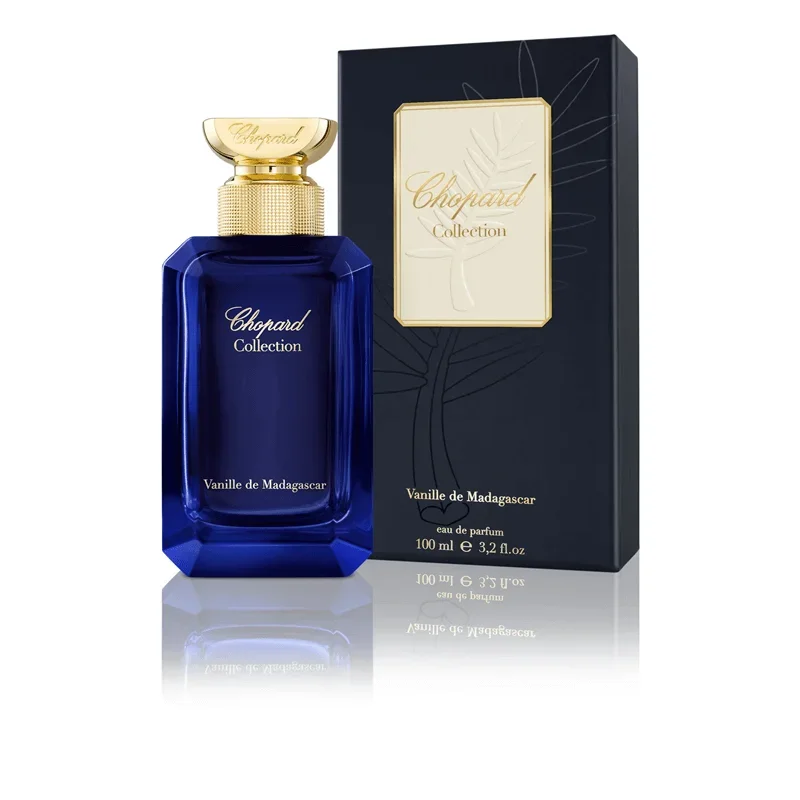 Chopard
Chopard
Collection
Vanille de Madagascar
Chopard
Collection
Vanille de Madagascar
eau de parfum
100 ml ℮ 3,2 fl.oz